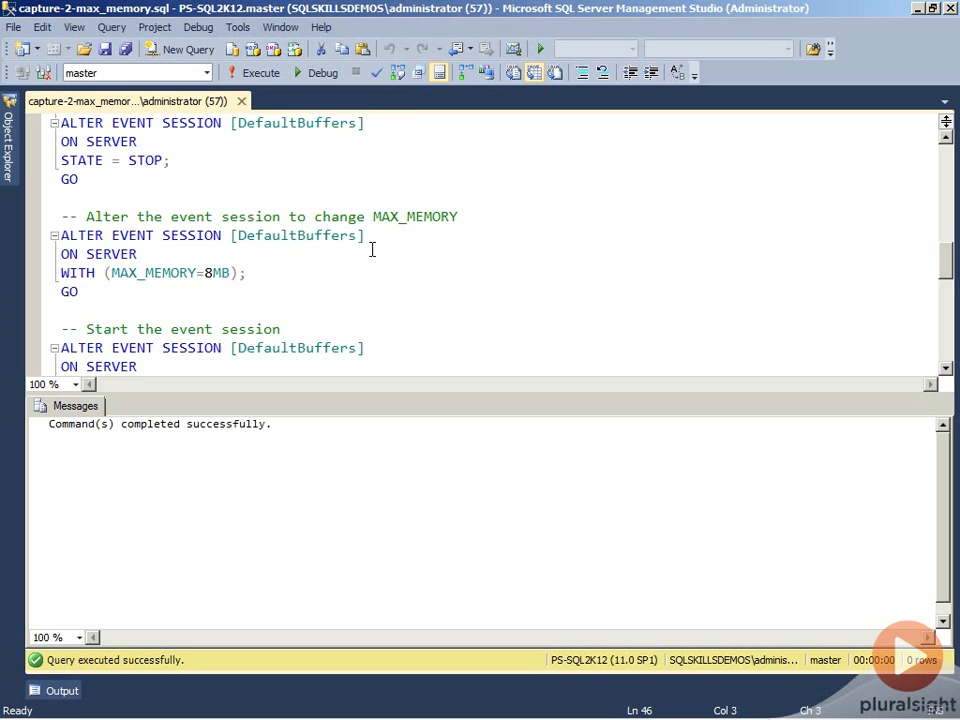 capture-2-max_memory.sql - PS-SQL2K12.master (SQLSKILLSDEMOS\administrator (57)) - Microsoft SQL Server Management Studio (Administrator)
File Edit View Query Project Debug Tools Window Help
New Query
master Execute Debug
Object Explorer
capture-2-max_memor...\administrator (57))
ALTER EVENT SESSION [DefaultBuffers]
ON SERVER
STATE = STOP;
GO
-- Alter the event session to change MAX_MEMORY
ALTER EVENT SESSION [DefaultBuffers]
ON SERVER
WITH (MAX_MEMORY=8MB);
GO
-- Start the event session
ALTER EVENT SESSION [DefaultBuffers]
ON SERVER
100 %
Messages
Command(s) completed successfully.
100 %
Query executed successfully. PS-SQL2K12 (11.0 SP1) SQLSKILLSDEMOS\adminis... master 00:00:00 0 rows
Output
pluralsight
Ready Ln 46 Col 3 Ch 3 INS